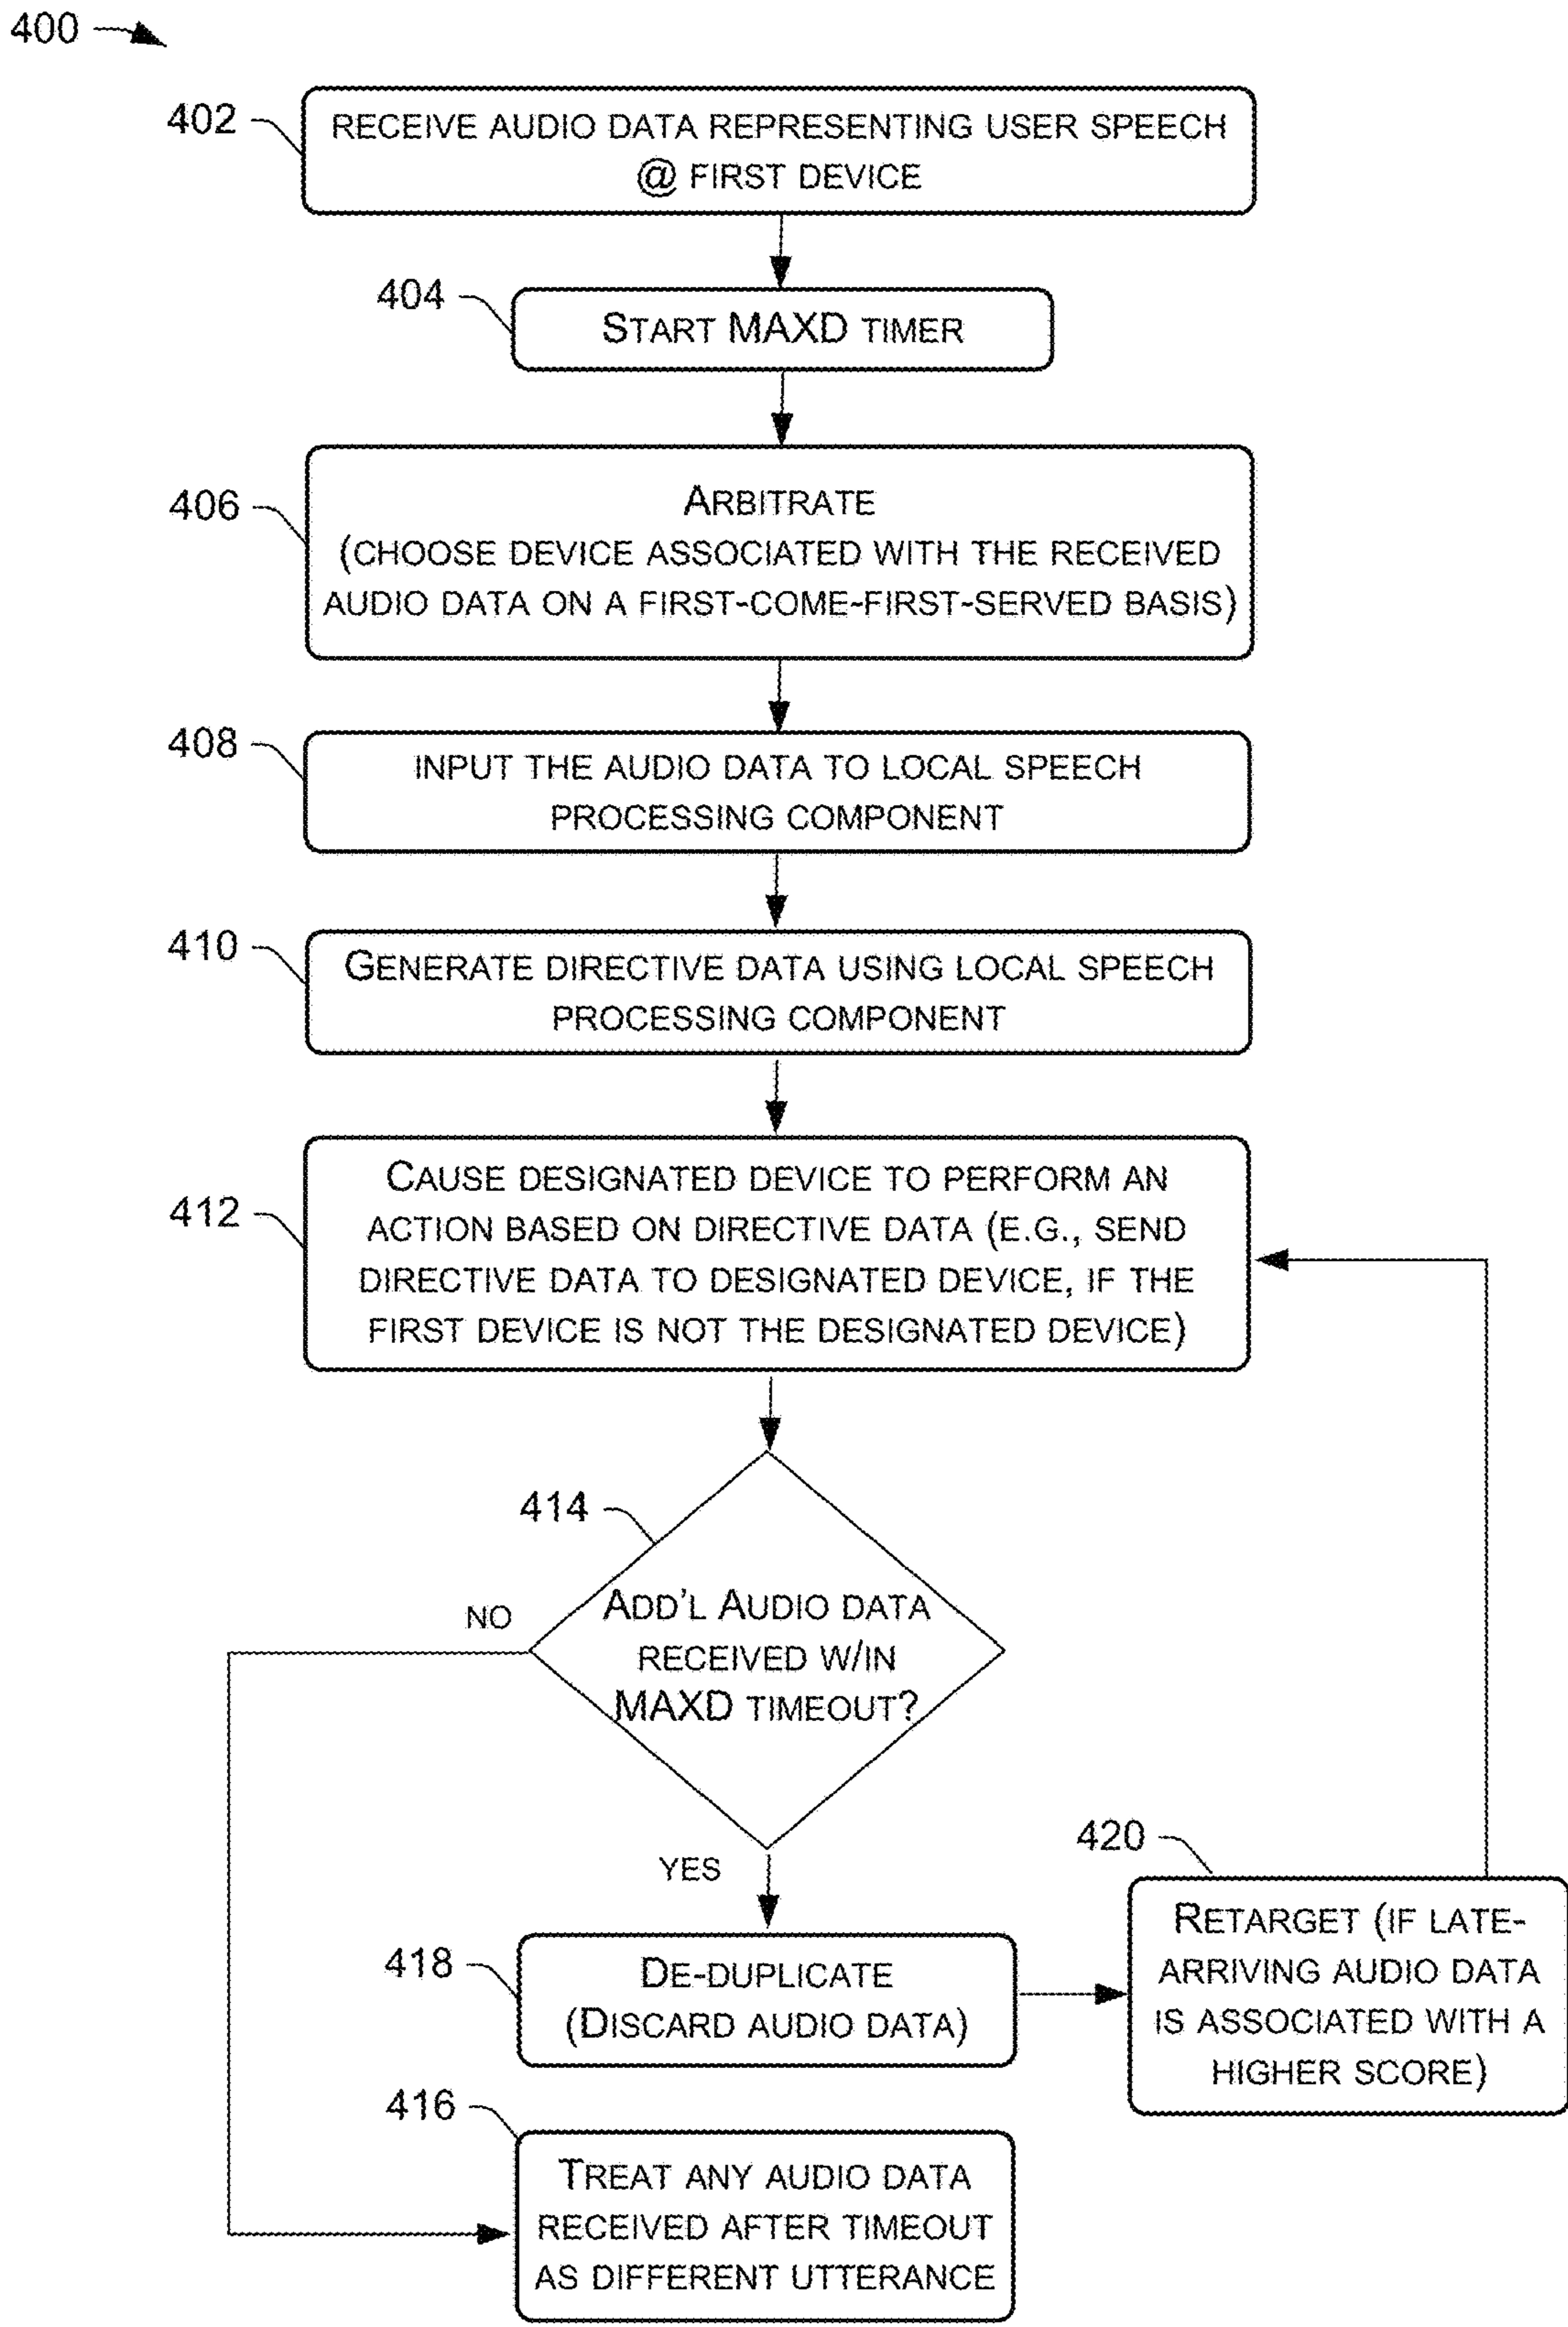 400
402
RECEIVE AUDIO DATA REPRESENTING USER SPEECH
@ FIRST DEVICE
404
START MAXD TIMER
406
ARBITRATE
(CHOOSE DEVICE ASSOCIATED WITH THE RECEIVED
AUDIO DATA ON A FIRST-COME-FIRST-SERVED BASIS)
408
INPUT THE AUDIO DATA TO LOCAL SPEECH
PROCESSING COMPONENT
410
GENERATE DIRECTIVE DATA USING LOCAL SPEECH
PROCESSING COMPONENT
412
CAUSE DESIGNATED DEVICE TO PERFORM AN
ACTION BASED ON DIRECTIVE DATA (E.G., SEND
DIRECTIVE DATA TO DESIGNATED DEVICE, IF THE
FIRST DEVICE IS NOT THE DESIGNATED DEVICE)
414
ADD'L AUDIO DATA
RECEIVED W/IN
MAXD TIMEOUT?
NO
YES
418
DE-DUPLICATE
(DISCARD AUDIO DATA)
420
RETARGET (IF LATE-
ARRIVING AUDIO DATA
IS ASSOCIATED WITH A
HIGHER SCORE)
416
TREAT ANY AUDIO DATA
RECEIVED AFTER TIMEOUT
AS DIFFERENT UTTERANCE